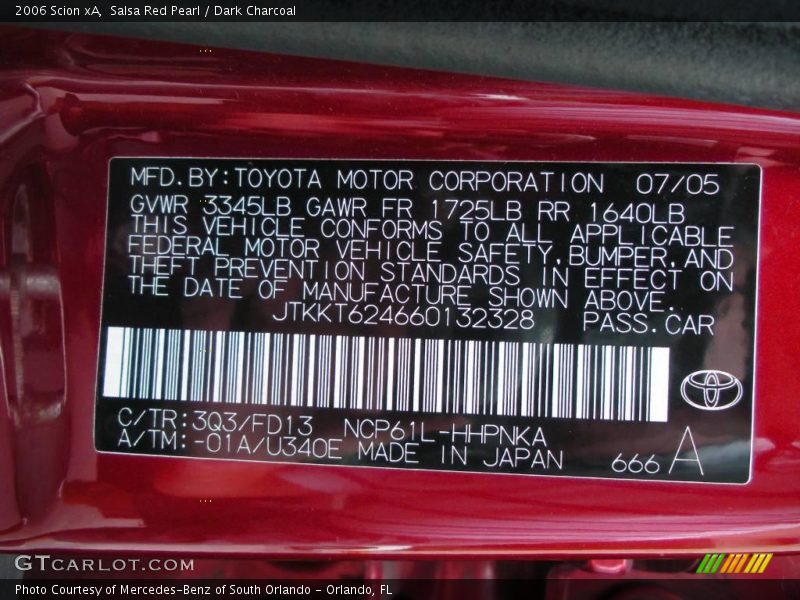 2006 Scion xA, Salsa Red Pearl / Dark Charcoal
MFD.BY:TOYOTA MOTOR CORPORATION 07/05
GVWR 3345LB GAWR FR 1725LB RR 1640LB
THIS VEHICLE CONFORMS TO ALL APPLICABLE
FEDERAL MOTOR VEHICLE SAFETY,BUMPER,AND
THEFT PREVENTION STANDARDS IN EFFECT ON
THE DATE OF MANUFACTURE SHOWN ABOVE.
JTKKT624660132328 PASS.CAR
C/TR:3Q3/FD13 NCP61L-HHPNKA
A/TM:-01A/U340E MADE IN JAPAN 666 A
GTCARLOT.COM
Photo Courtesy of Mercedes-Benz of South Orlando - Orlando, FL